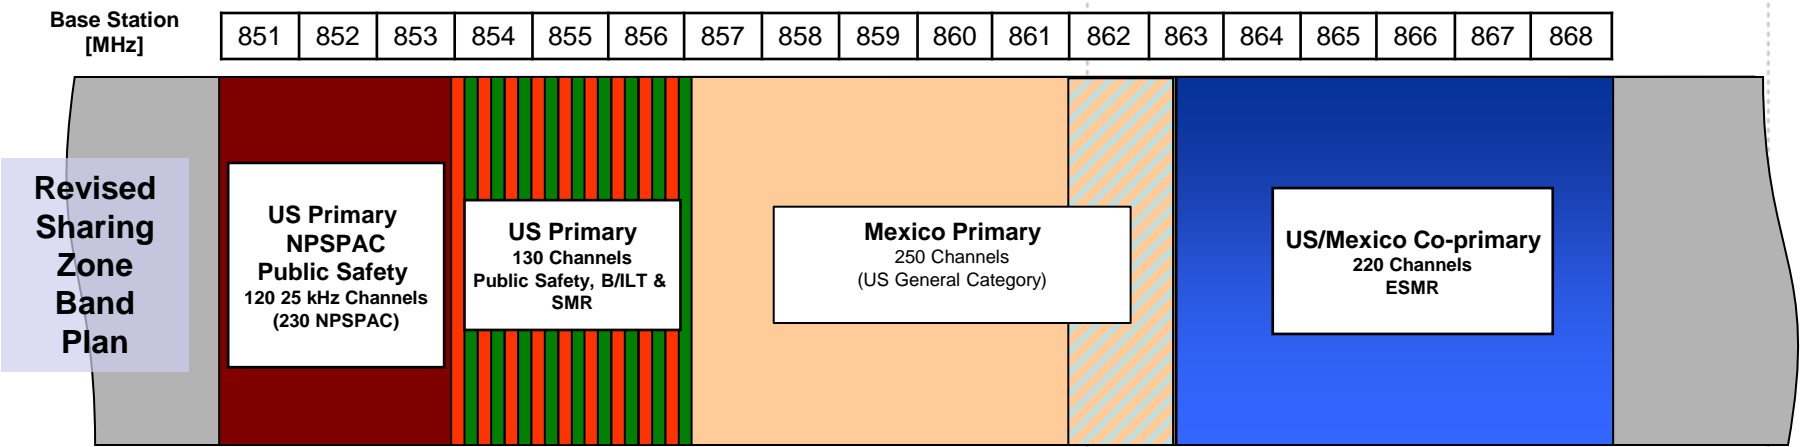 Base Station
[MHz]
851 852 853 854 855 856 857 858 859 860 861 862 863 864 865 866 867 868
Revised
Sharing
Zone
Band
Plan
US Primary
NPSPAC
Public Safety
120 25 kHz Channels
(230 NPSPAC)
US Primary
130 Channels
Public Safety, B/ILT &
SMR
Mexico Primary
250 Channels
(US General Category)
US/Mexico Co-primary
220 Channels
ESMR